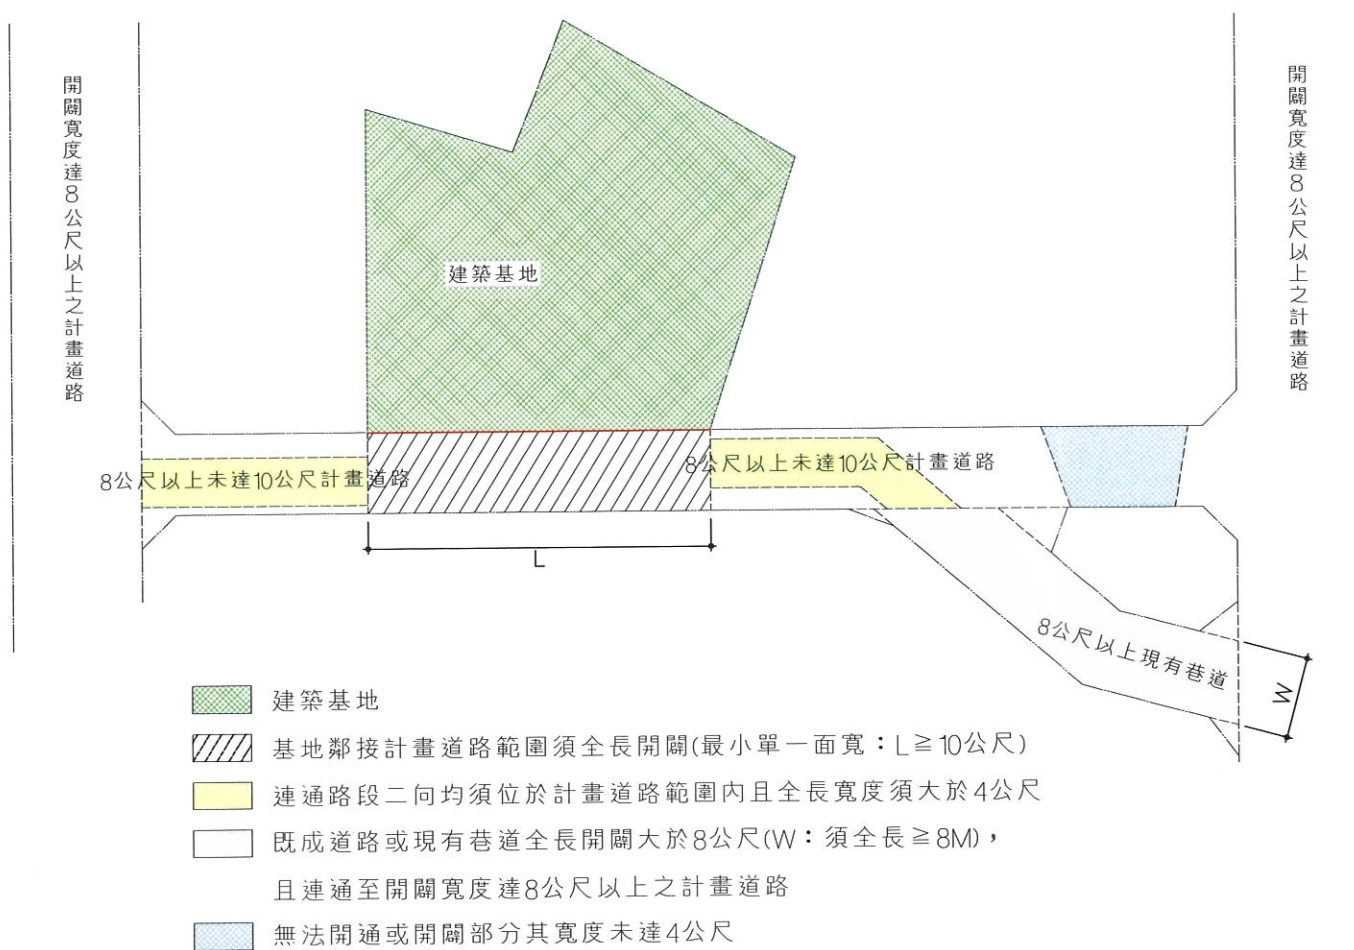 開闢寬度達8公尺以上之計畫道路
開闢寬度達8公尺以上之計畫道路
建築基地
8公尺以上未達10公尺計畫道路
8公尺以上未達10公尺計畫道路
L
8公尺以上現有巷道
W
建築基地
基地鄰接計畫道路範圍須全長開闢(最小單一面寬：L≧10公尺)
連通路段二向均須位於計畫道路範圍內且全長寬度須大於4公尺
既成道路或現有巷道全長開闢大於8公尺(W：須全長≧8M)，
且連通至開闢寬度達8公尺以上之計畫道路
無法開通或開闢部分其寬度未達4公尺